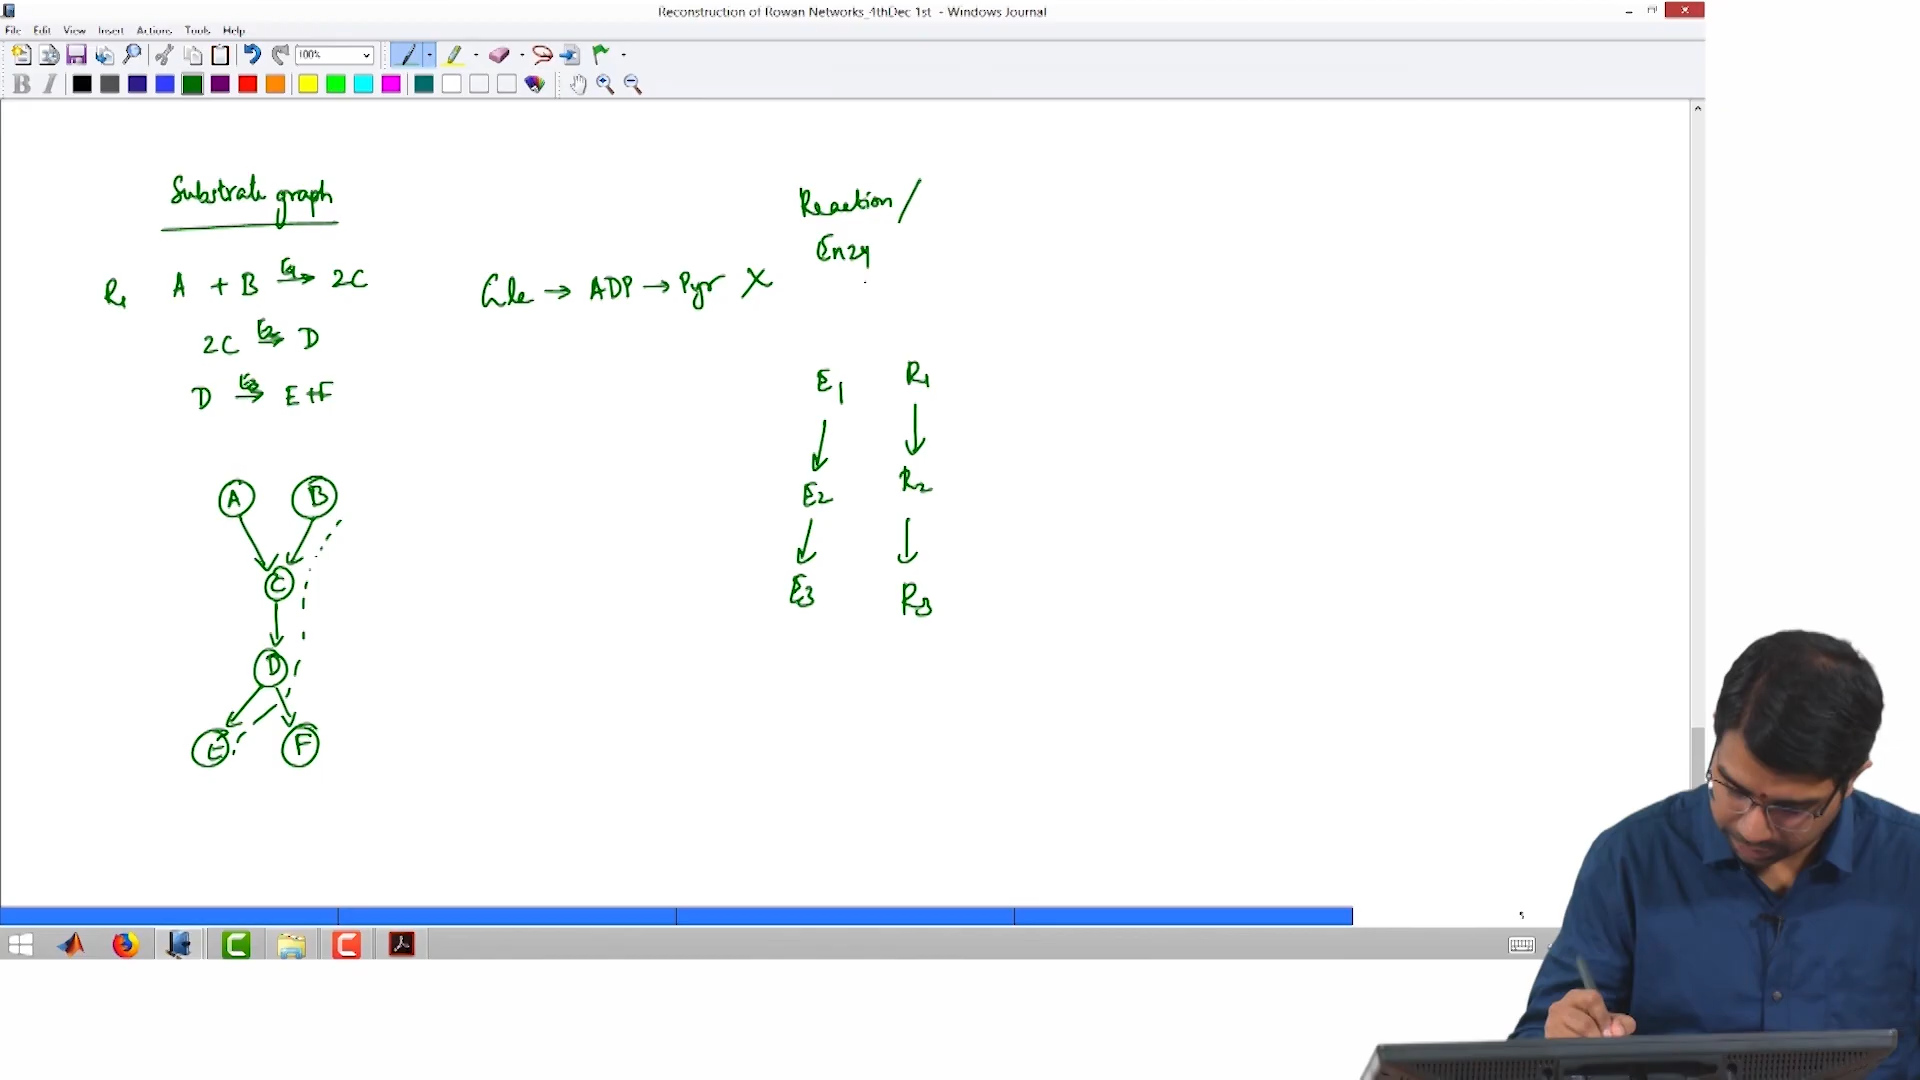 Reconstruction of Rowan Networks_4thDec 1st - Windows Journal
File Edit View Insert Actions Tools Help
100%
B I
Substrate graph
R1 A + B E1 → 2C
2C E2 → D
D E3 → E+F
Glc → ADP → Pyr X
Reaction /
Enzy
E1 R1
↓ ↓
E2 R2
↓ ↓
E3 R3
A B
C
D
E F